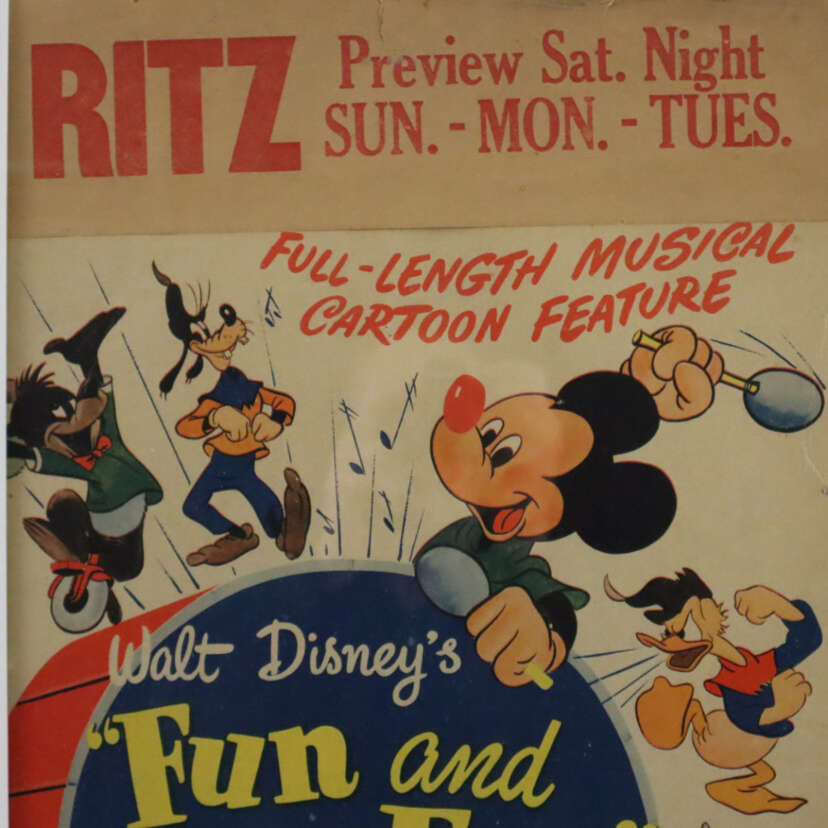 RITZ
Preview Sat. Night
SUN. - MON. - TUES.
FULL-LENGTH MUSICAL
CARTOON FEATURE
Walt Disney's
"Fun and